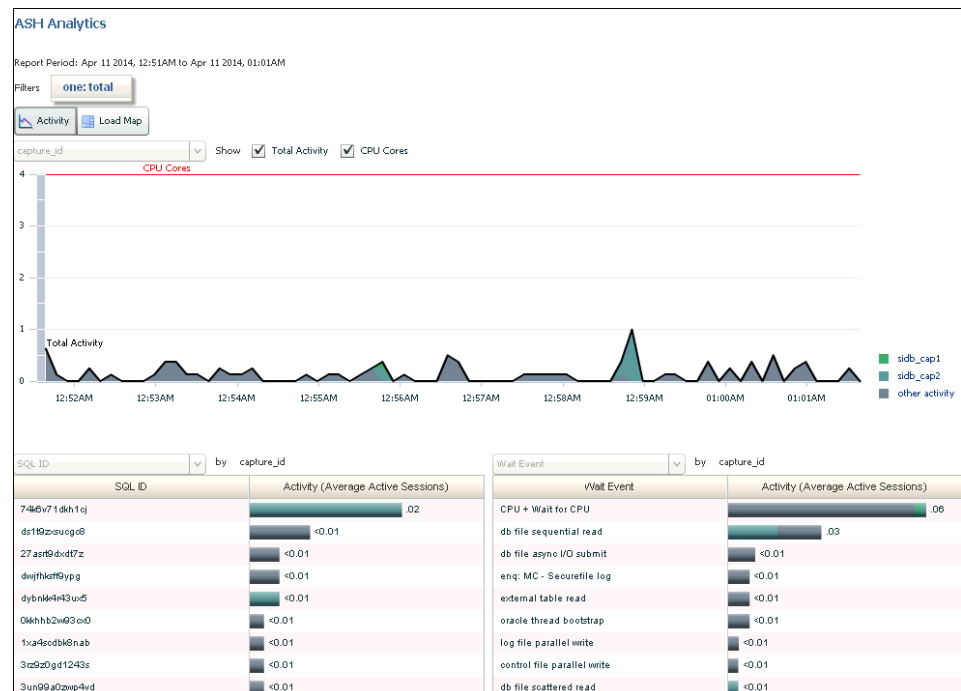 ASH Analytics
Report Period: Apr 11 2014, 12:51AM to Apr 11 2014, 01:01AM
Filters one: total
Activity Load Map
capture_id Show Total Activity CPU Cores
CPU Cores
4
3
2
1
0
Total Activity
12:52AM 12:53AM 12:54AM 12:55AM 12:56AM 12:57AM 12:58AM 12:59AM 01:00AM 01:01AM
sidb_cap1
sidb_cap2
other activity
SQL ID by capture_id
SQL ID Activity (Average Active Sessions)
74k6v71dkh1cj .02
ds1t9zxsucgc8 <0.01
27asrt9dxdt7z <0.01
dwjfhksff9ypg <0.01
dybnkk4r43ux5 <0.01
0kkhhb2w93cx0 <0.01
1xa4scdbk8nab <0.01
3rz9z0gd1243s <0.01
3un99a0zwp4vd <0.01
Wait Event by capture_id
Wait Event Activity (Average Active Sessions)
CPU + Wait for CPU .06
db file sequential read .03
db file async I/O submit <0.01
enq: MC - Securefile log <0.01
external table read <0.01
oracle thread bootstrap <0.01
log file parallel write <0.01
control file parallel write <0.01
db file scattered read <0.01